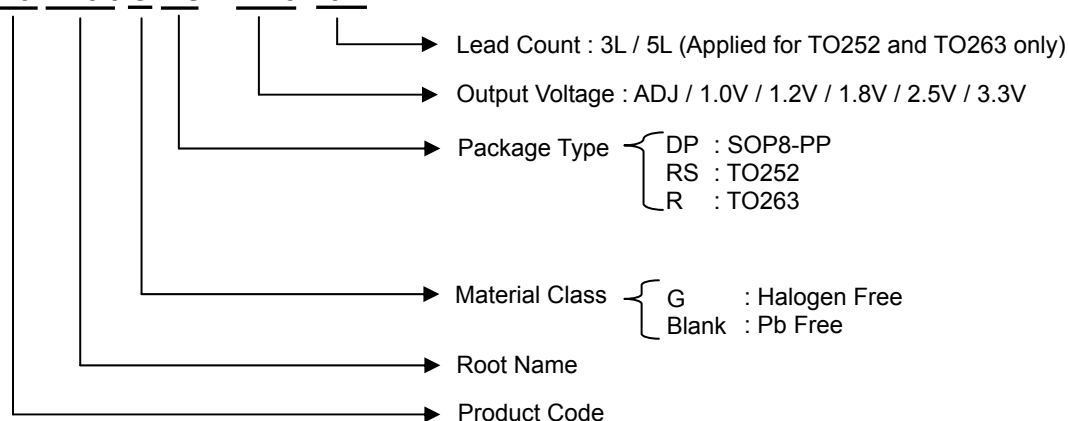 Lead Count : 3L / 5L (Applied for TO252 and TO263 only)
Output Voltage : ADJ / 1.0V / 1.2V / 1.8V / 2.5V / 3.3V
Package Type
DP : SOP8-PP
RS : TO252
R : TO263
Material Class
G : Halogen Free
Blank : Pb Free
Root Name
Product Code